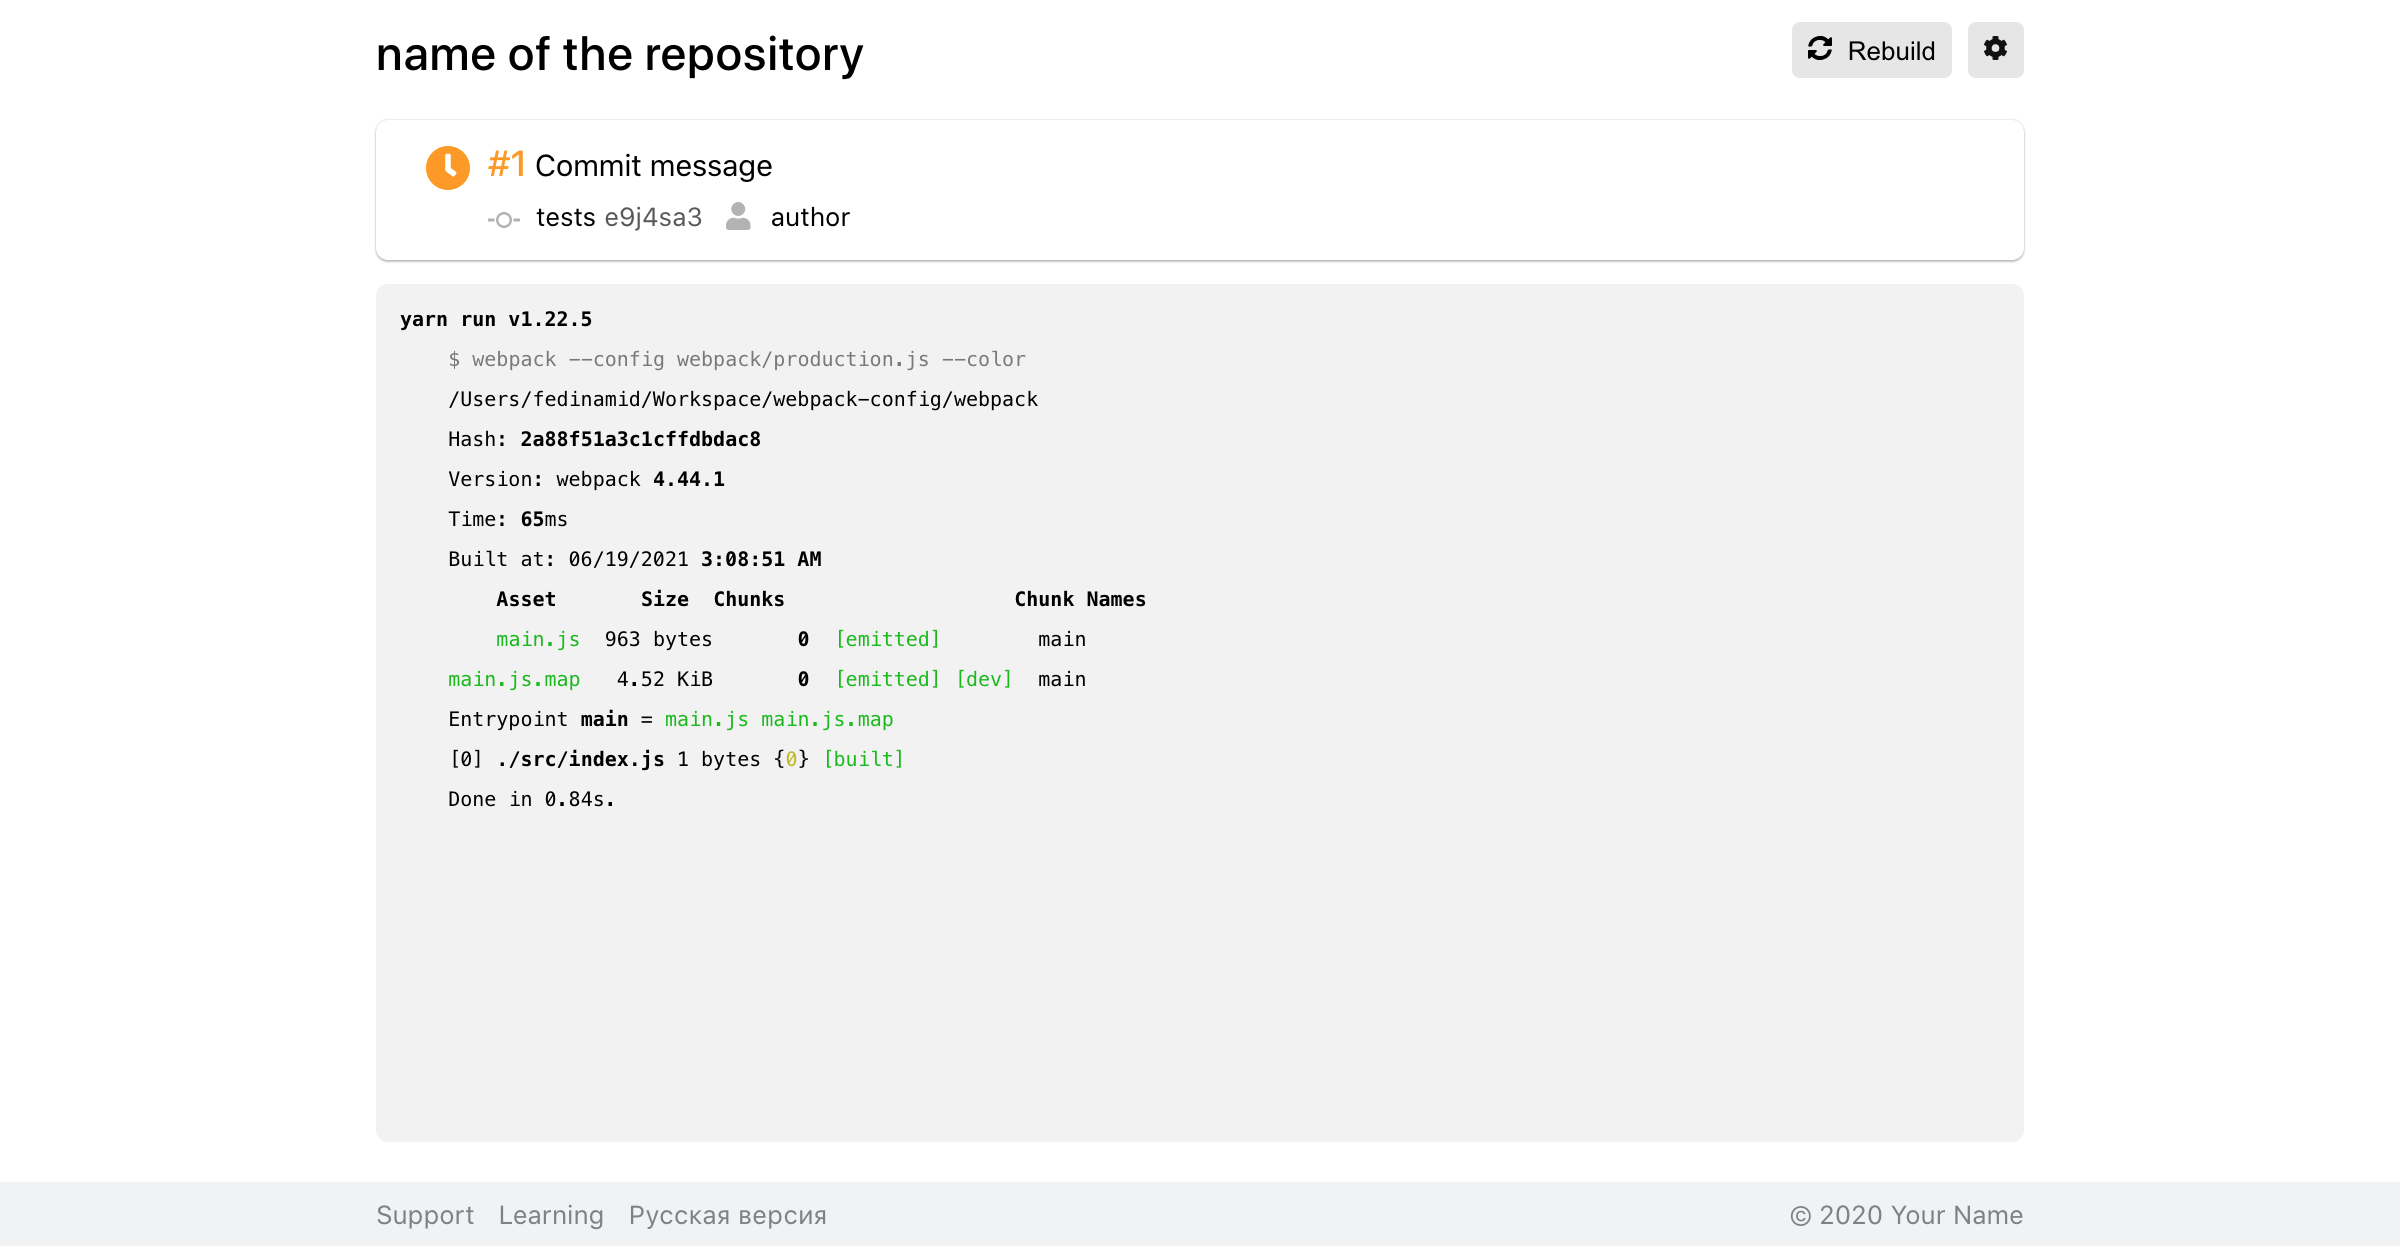 name of the repository
Rebuild
#1 Commit message
tests e9j4sa3 author
yarn run v1.22.5
$ webpack --config webpack/production.js --color
/Users/fedinamid/Workspace/webpack-config/webpack
Hash: 2a88f51a3c1cffdbdac8
Version: webpack 4.44.1
Time: 65ms
Built at: 06/19/2021 3:08:51 AM
Asset Size Chunks Chunk Names
main.js 963 bytes 0 [emitted] main
main.js.map 4.52 KiB 0 [emitted] [dev] main
Entrypoint main = main.js main.js.map
[0] ./src/index.js 1 bytes {0} [built]
Done in 0.84s.
Support Learning Русская версия © 2020 Your Name